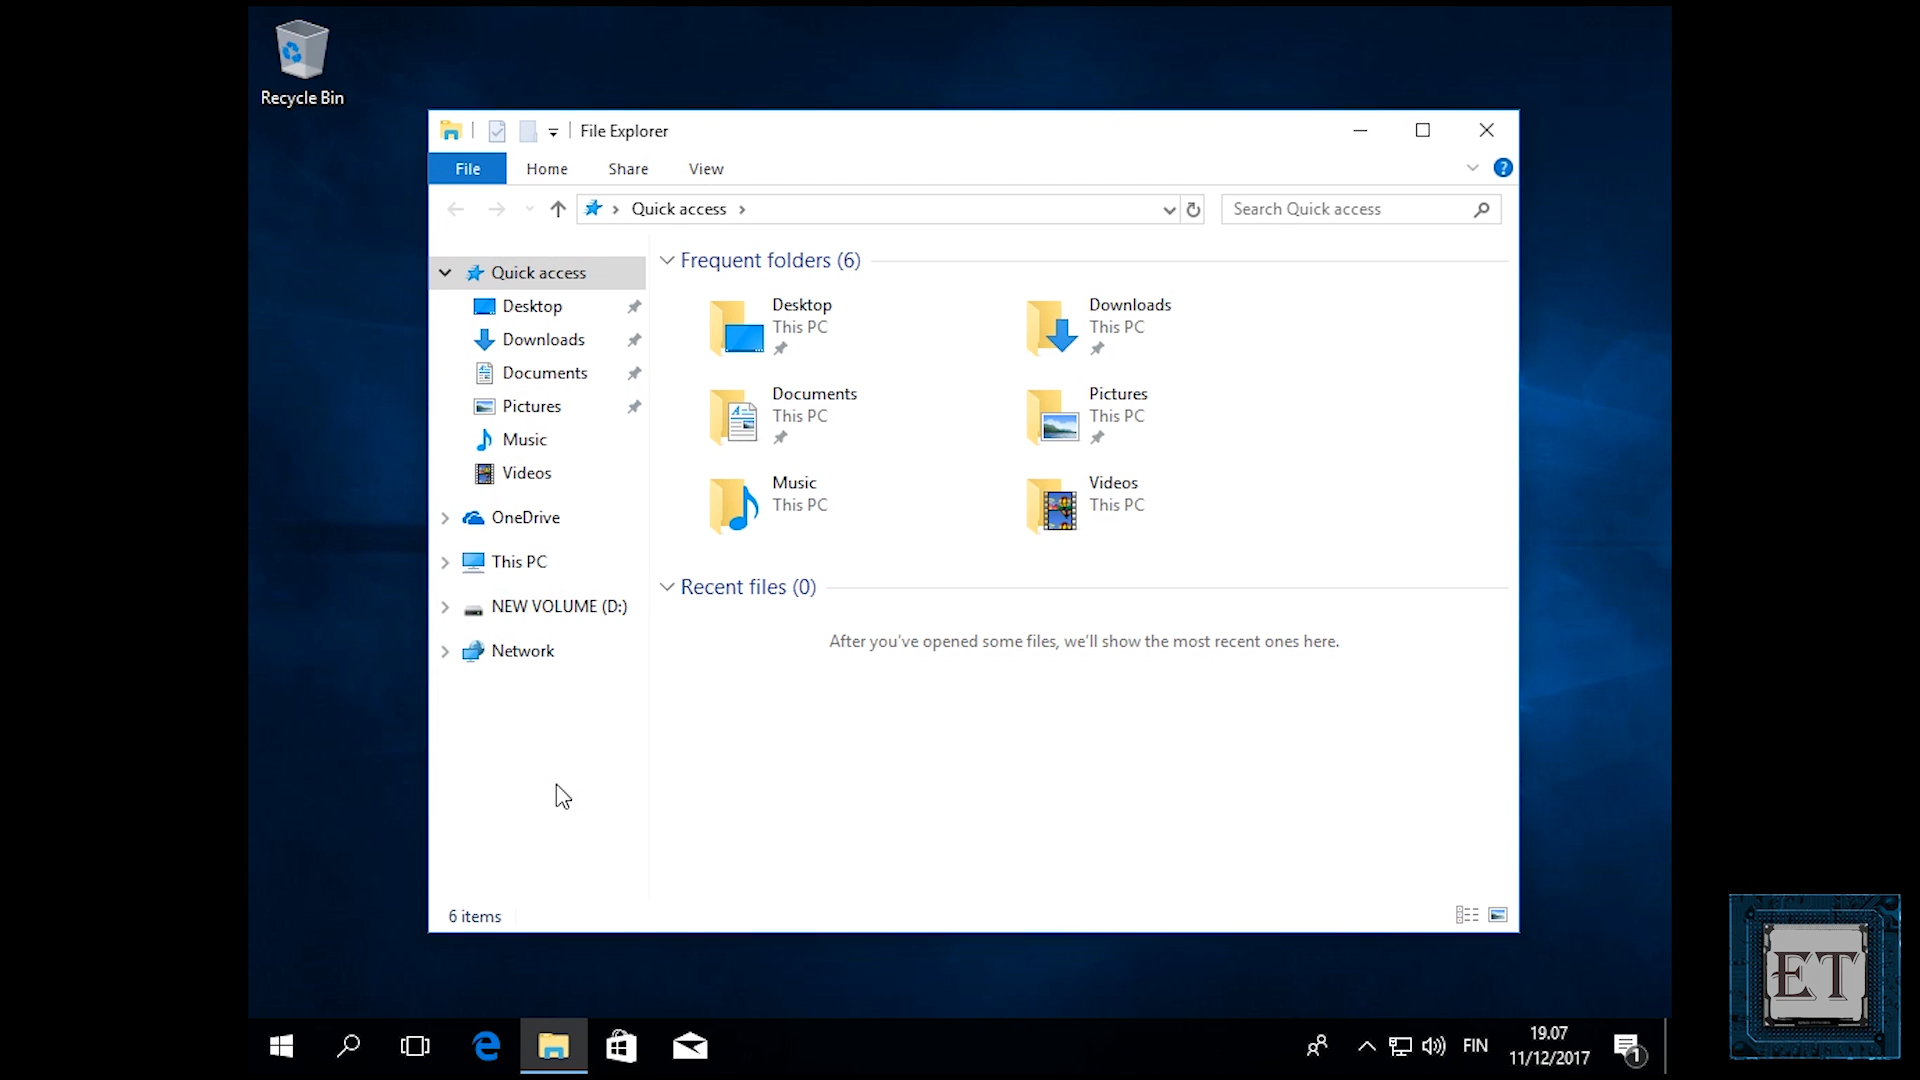 Recycle Bin
File Explorer
File Home Share View
Quick access
Search Quick access
Quick access
Desktop
Downloads
Documents
Pictures
Music
Videos
OneDrive
This PC
NEW VOLUME (D:)
Network
Frequent folders (6)
Desktop
This PC
Downloads
This PC
Documents
This PC
Pictures
This PC
Music
This PC
Videos
This PC
Recent files (0)
After you've opened some files, we'll show the most recent ones here.
6 items
ET
FIN
19.07
11/12/2017
1